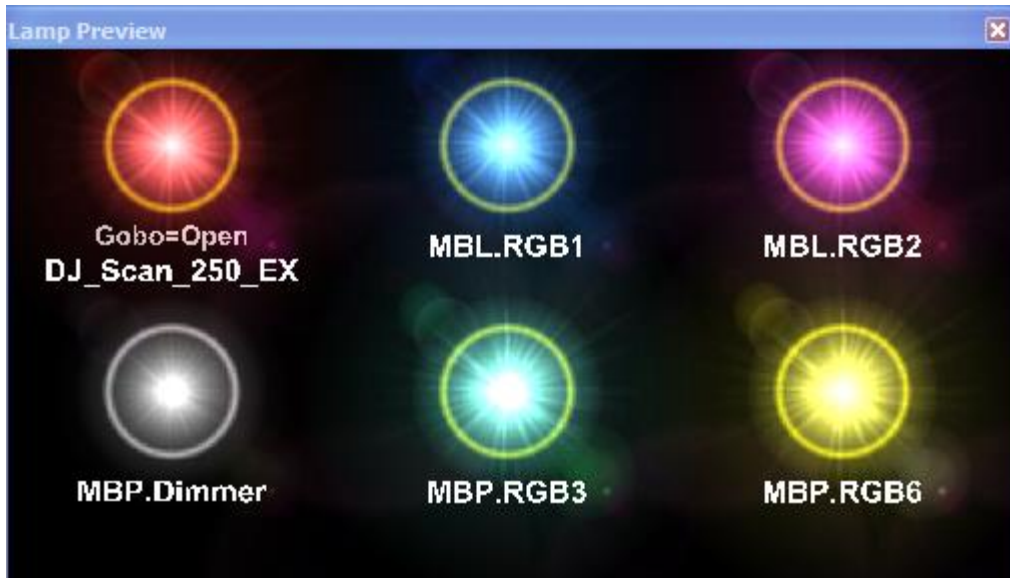 Lamp Preview
Gobo=Open
DJ_Scan_250_EX
MBL.RGB1
MBL.RGB2
MBP.Dimmer
MBP.RGB3
MBP.RGB6